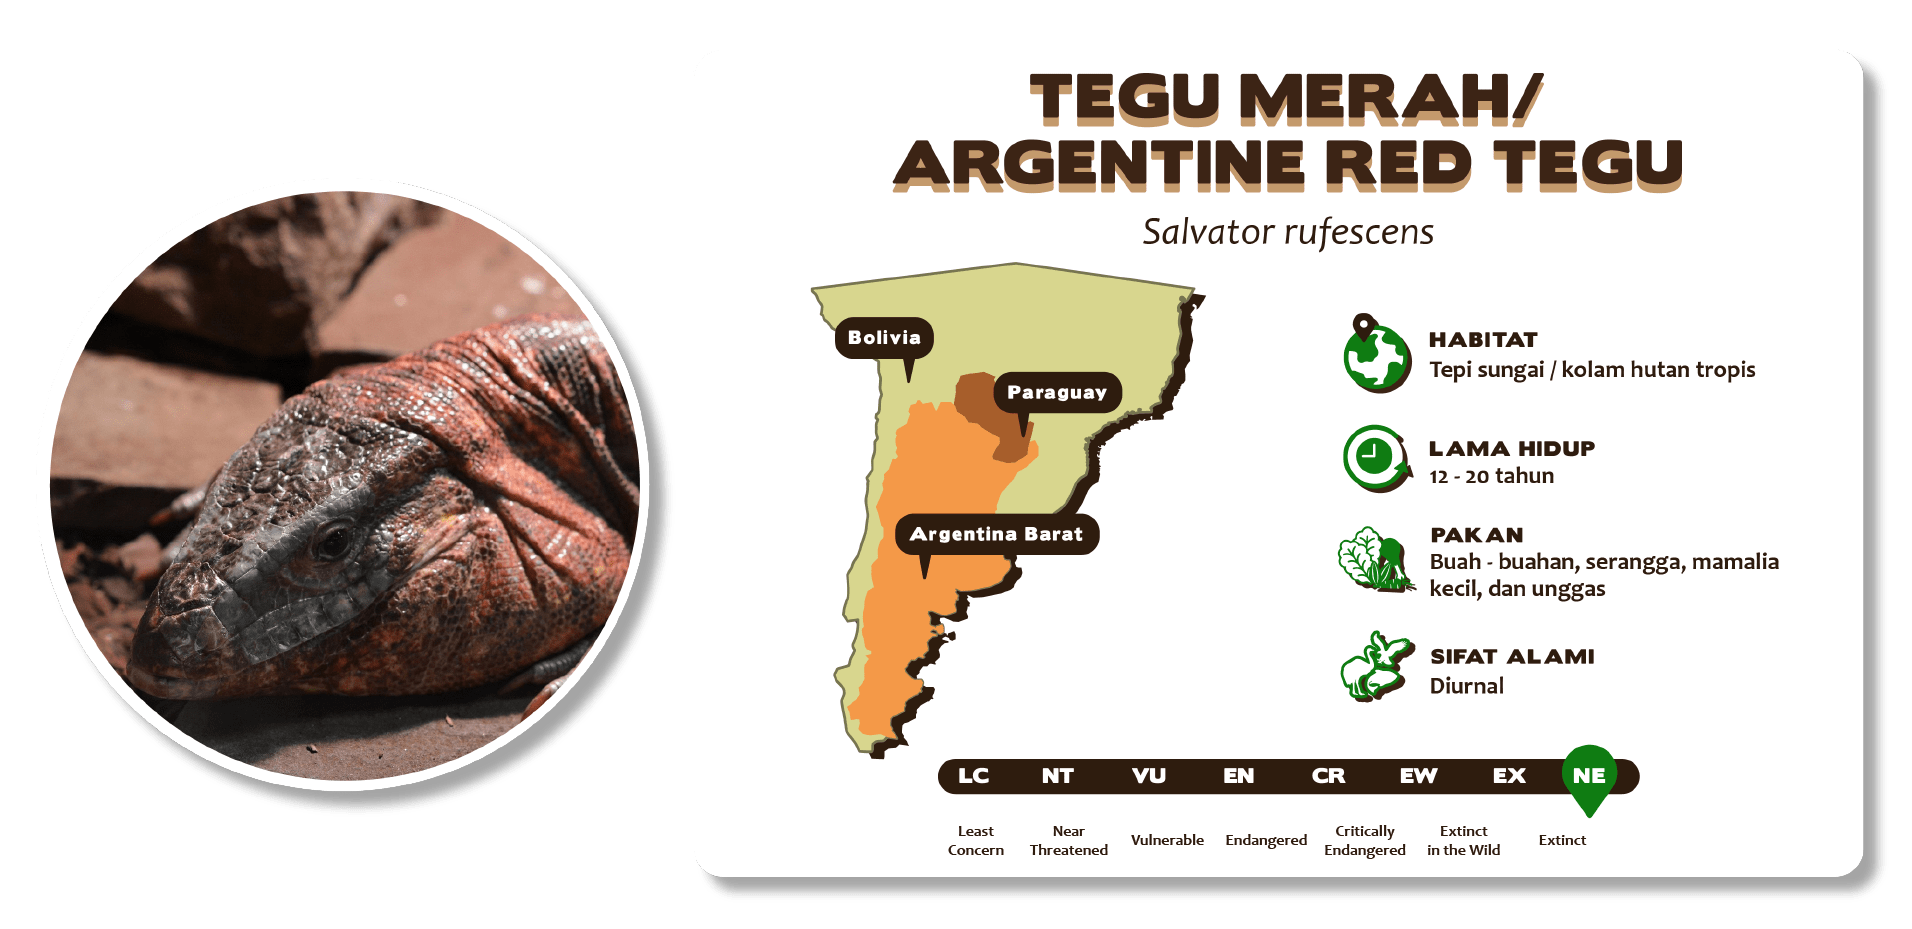 TEGU MERAH/
ARGENTINE RED TEGU
Salvator rufescens
Bolivia
Paraguay
Argentina Barat
HABITAT
Tepi sungai / kolam hutan tropis
LAMA HIDUP
12 - 20 tahun
PAKAN
Buah - buahan, serangga, mamalia
kecil, dan unggas
SIFAT ALAMI
Diurnal
LC NT VU EN CR EW EX NE
Least
Concern
Near
Threatened
Vulnerable
Endangered
Critically
Endangered
Extinct
in the Wild
Extinct